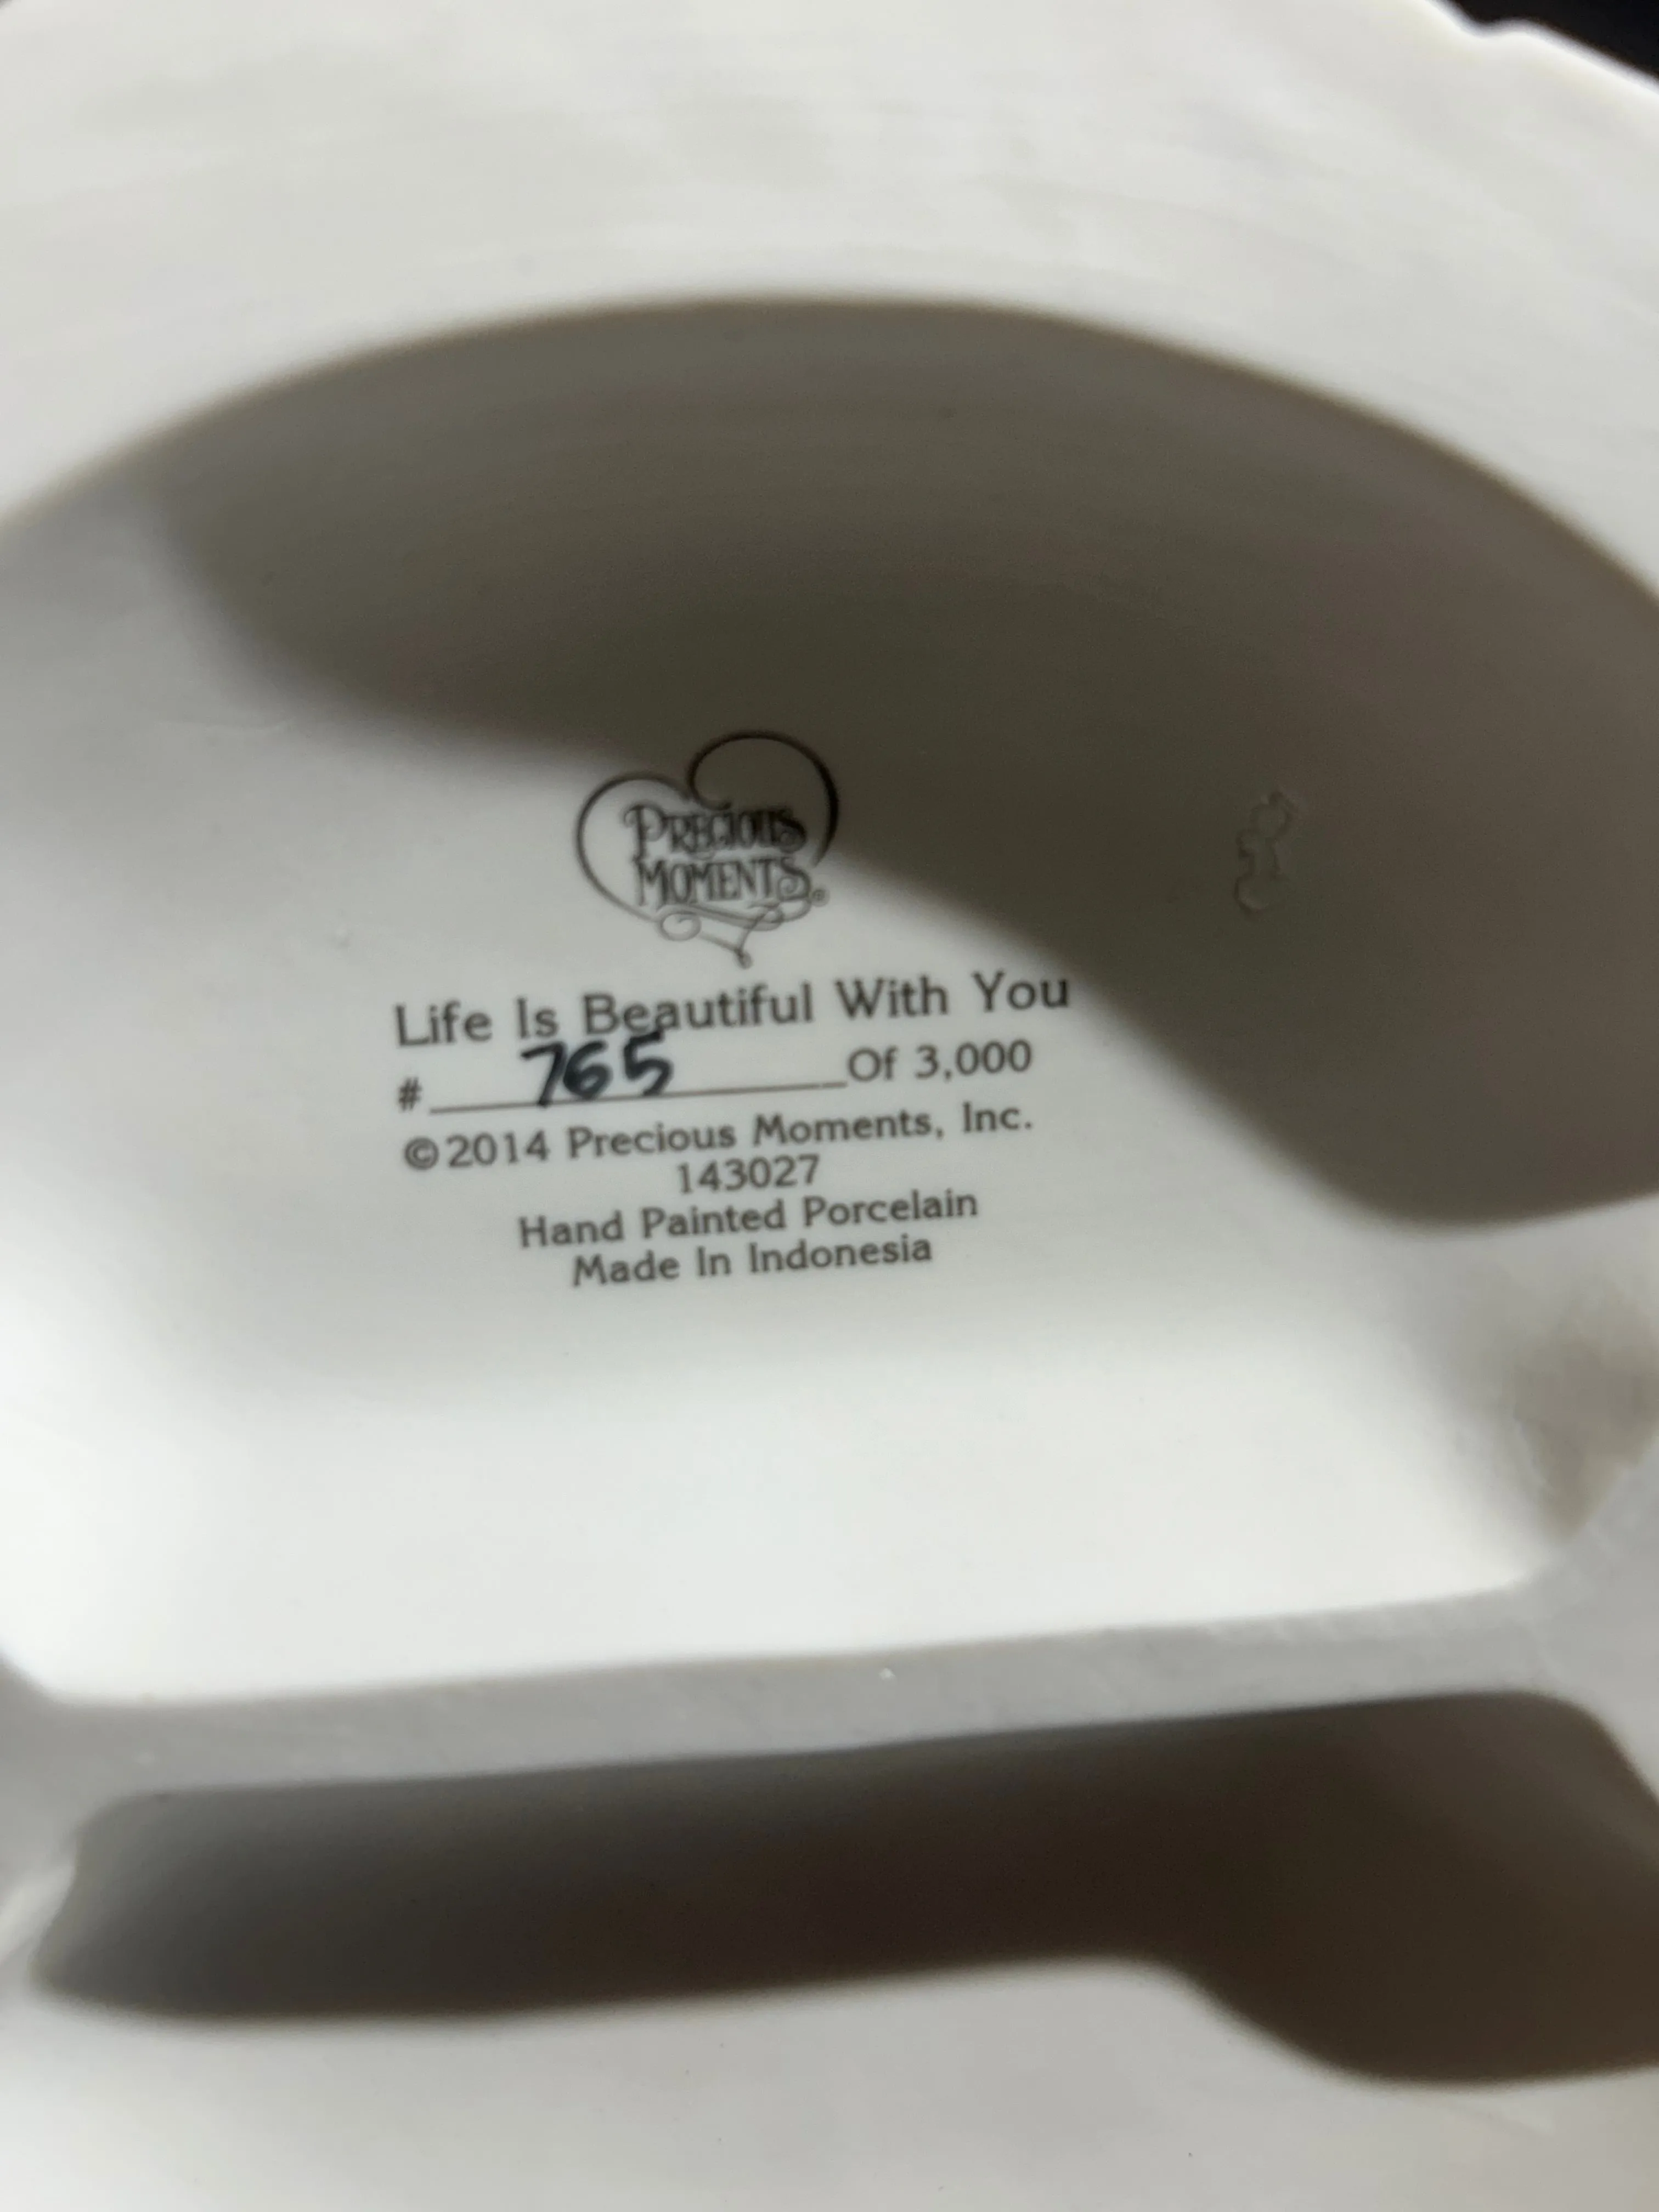 PRECIOUS
MOMENTS®
Life Is Beautiful With You
# 765 Of 3,000
©2014 Precious Moments, Inc.
143027
Hand Painted Porcelain
Made In Indonesia